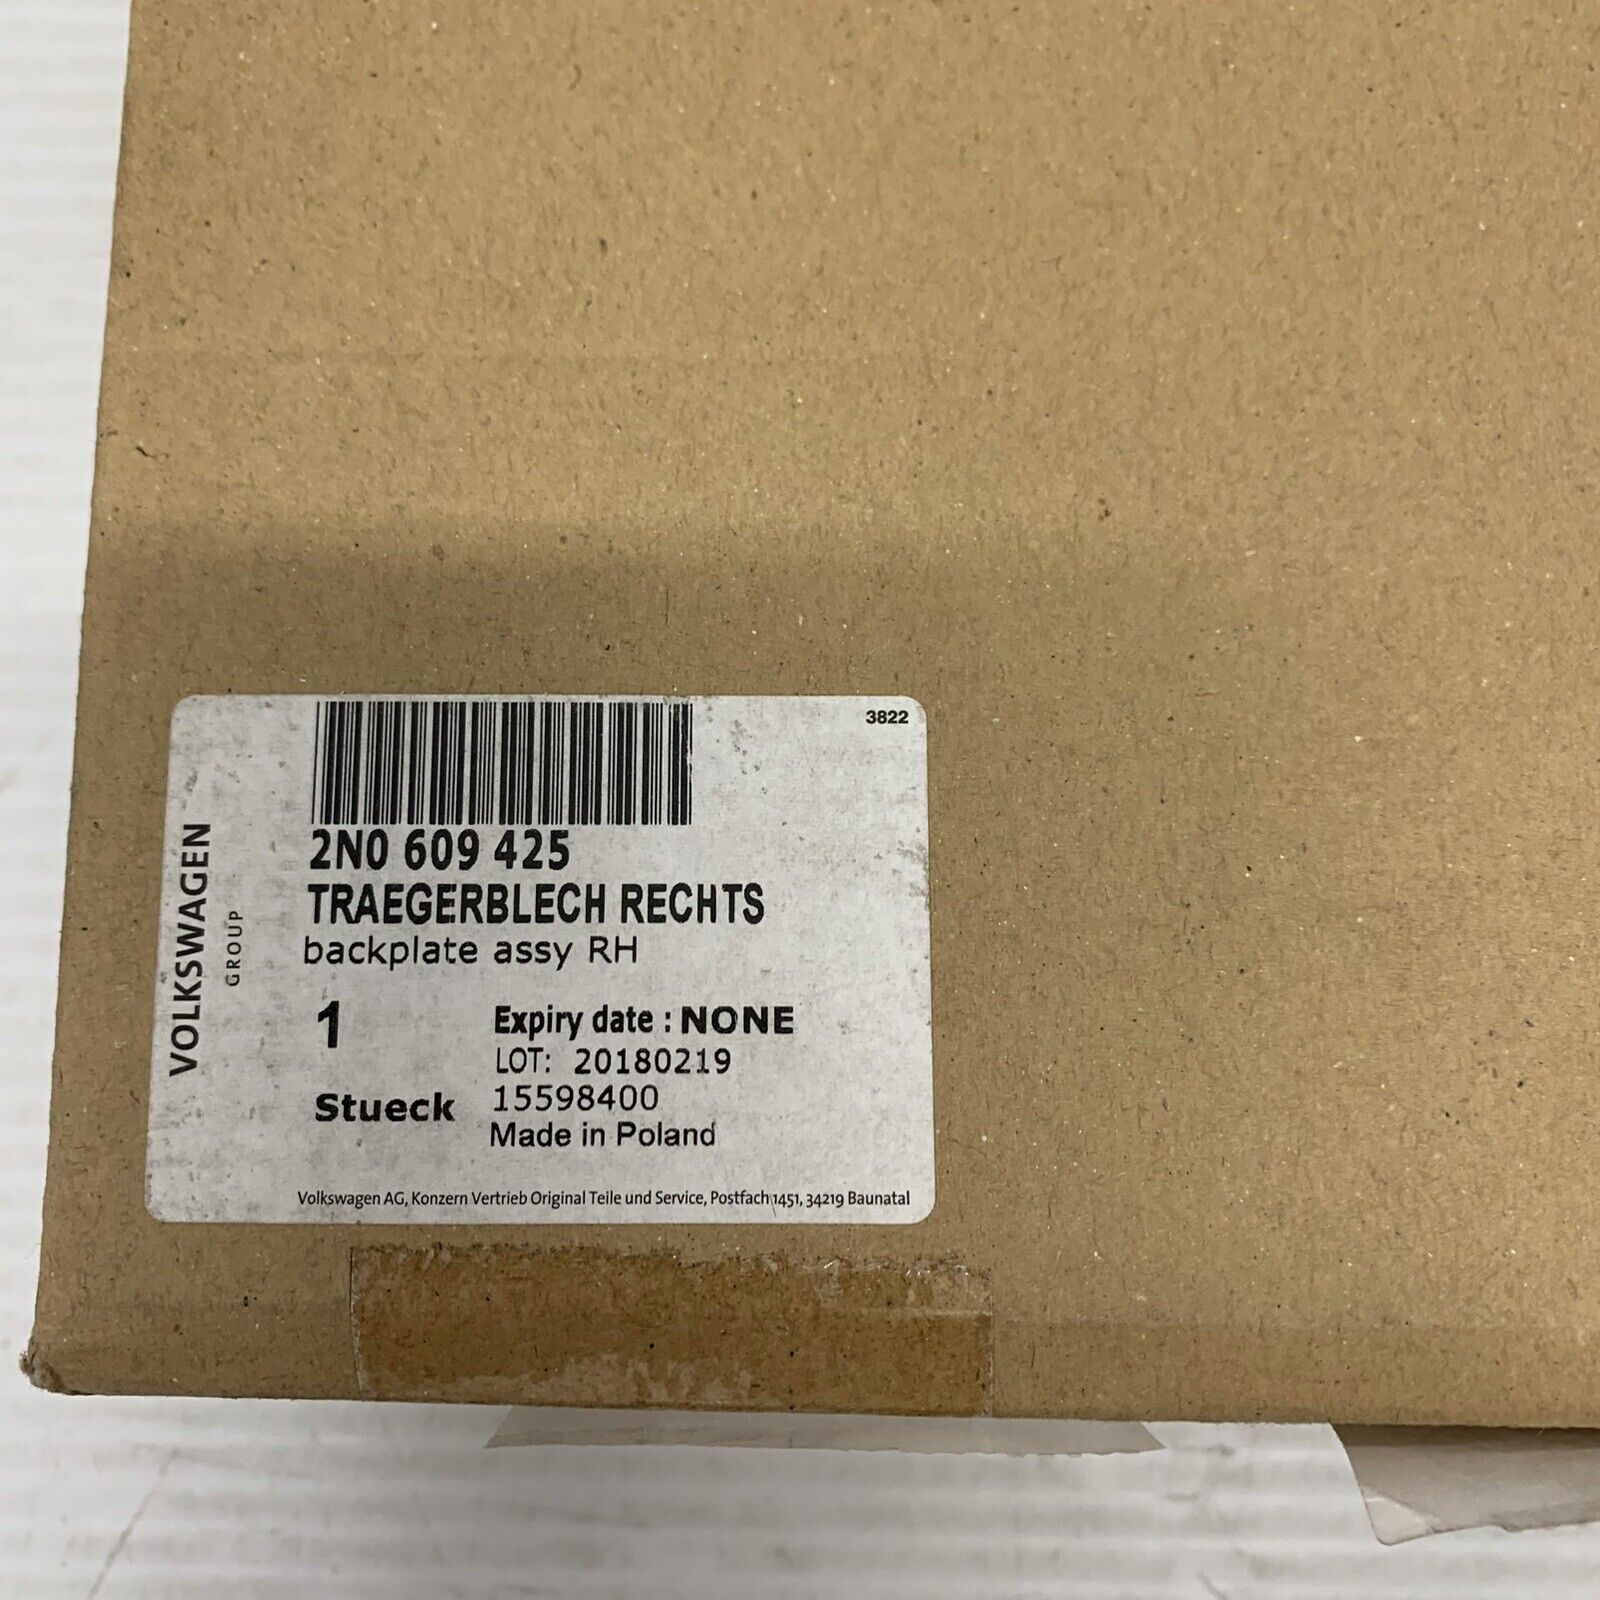 3822
2N0 609 425
TRAEGERBLECH RECHTS
backplate assy RH
1
Stueck
Expiry date : NONE
LOT: 20180219
15598400
Made in Poland
VOLKSWAGEN
GROUP
Volkswagen AG, Konzern Vertrieb Original Teile und Service, Postfach 1451, 34219 Baunatal